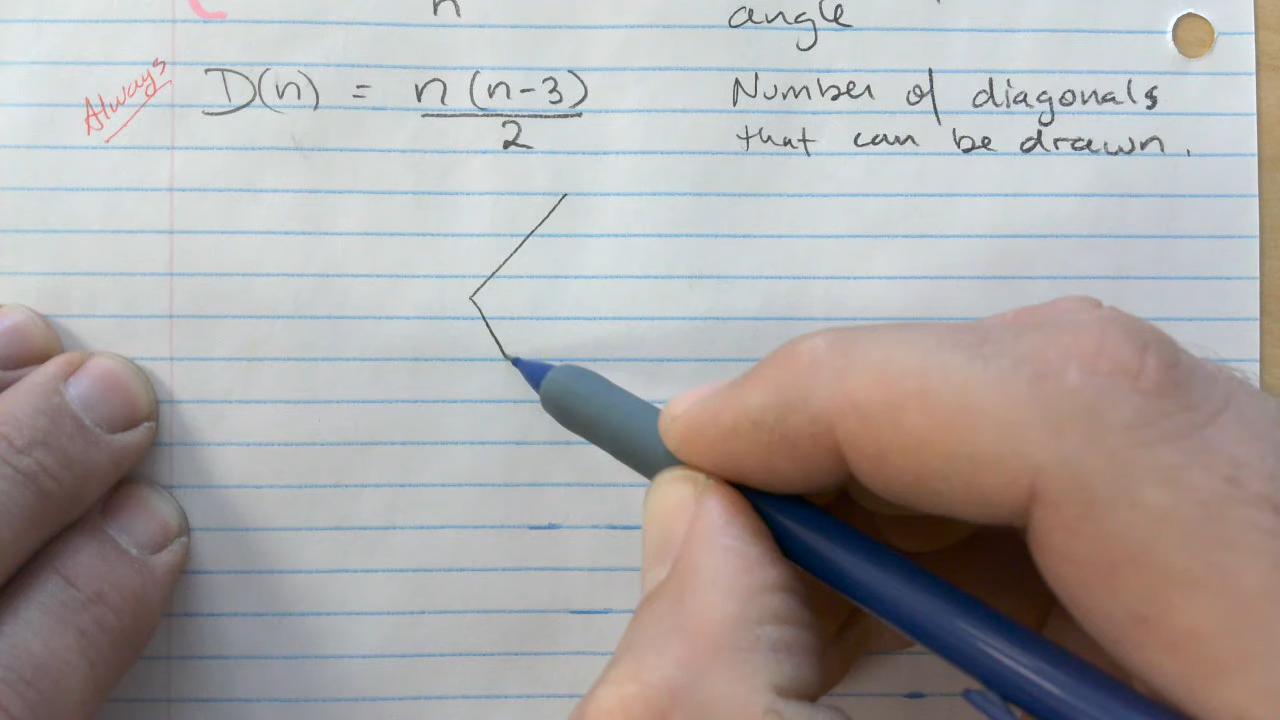 n
angle
Always
D(n) = n(n-3)
2
Number of diagonals
that can be drawn.